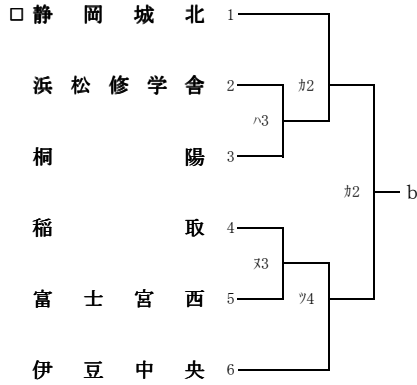 □ 静岡城北 1
浜松修学舎 2 ｶ2
ﾊ3
桐陽 3
ｶ2 b
稲取 4
ﾇ3
富士宮西 5 ﾂ4
伊豆中央 6